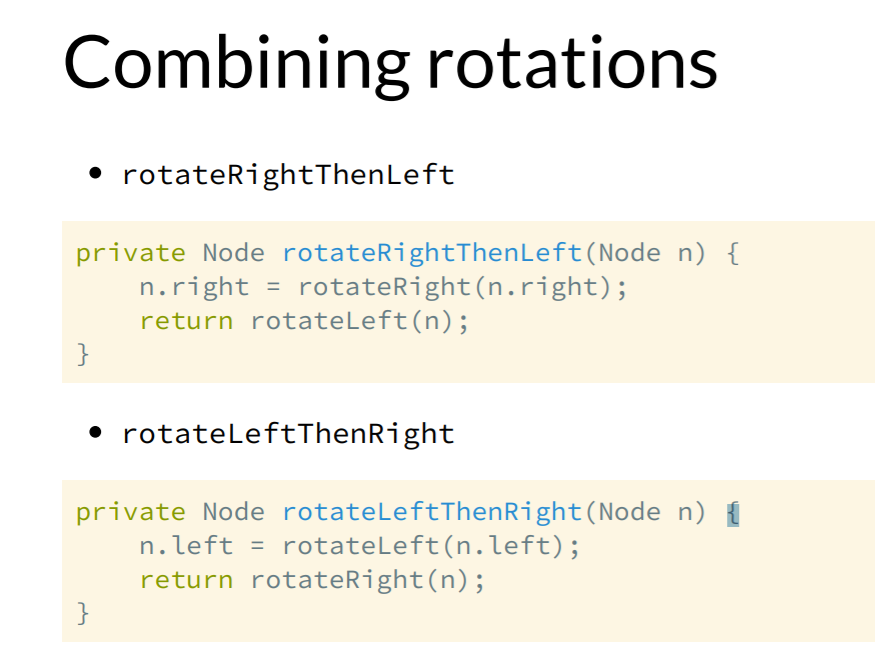 Combining rotations
• rotateRightThenLeft
private Node rotateRightThenLeft(Node n) {
    n.right = rotateRight(n.right);
    return rotateLeft(n);
}
• rotateLeftThenRight
private Node rotateLeftThenRight(Node n) {
    n.left = rotateLeft(n.left);
    return rotateRight(n);
}